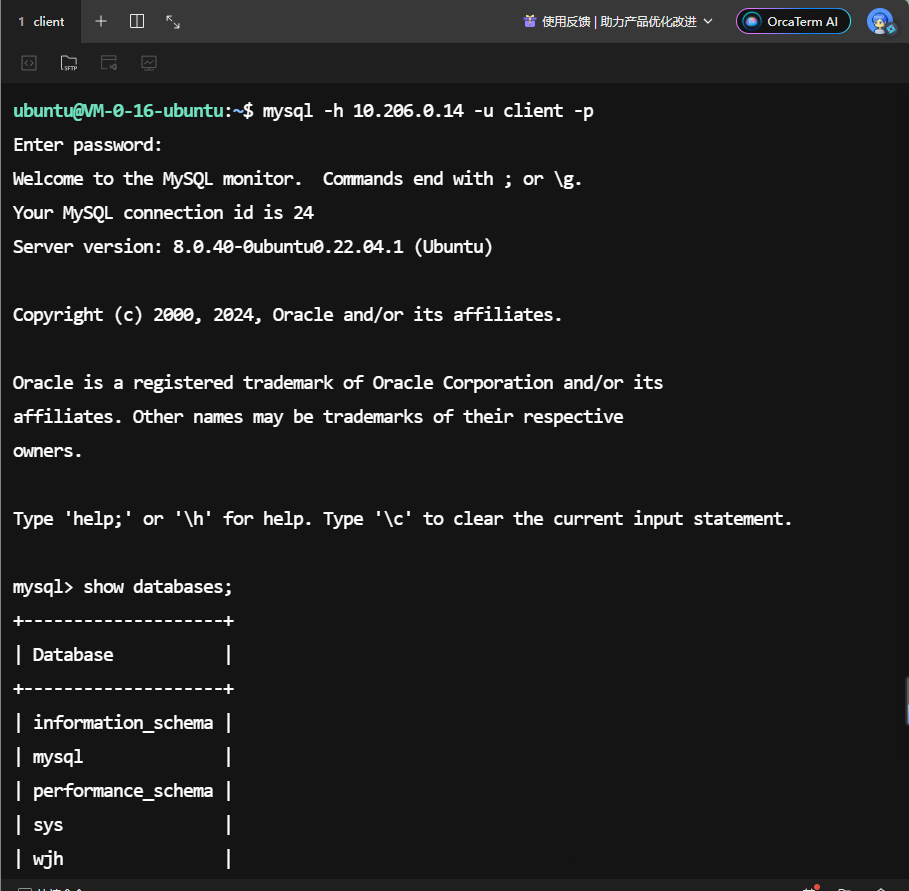 1 client
使用反馈 | 助力产品优化改进
OrcaTerm AI
SFTP
ubuntu@VM-0-16-ubuntu:~$ mysql -h 10.206.0.14 -u client -p
Enter password:
Welcome to the MySQL monitor.  Commands end with ; or \g.
Your MySQL connection id is 24
Server version: 8.0.40-0ubuntu0.22.04.1 (Ubuntu)
Copyright (c) 2000, 2024, Oracle and/or its affiliates.
Oracle is a registered trademark of Oracle Corporation and/or its
affiliates. Other names may be trademarks of their respective
owners.
Type 'help;' or '\h' for help. Type '\c' to clear the current input statement.
mysql> show databases;
+--------------------+
| Database           |
+--------------------+
| information_schema |
| mysql              |
| performance_schema |
| sys                |
| wjh                |